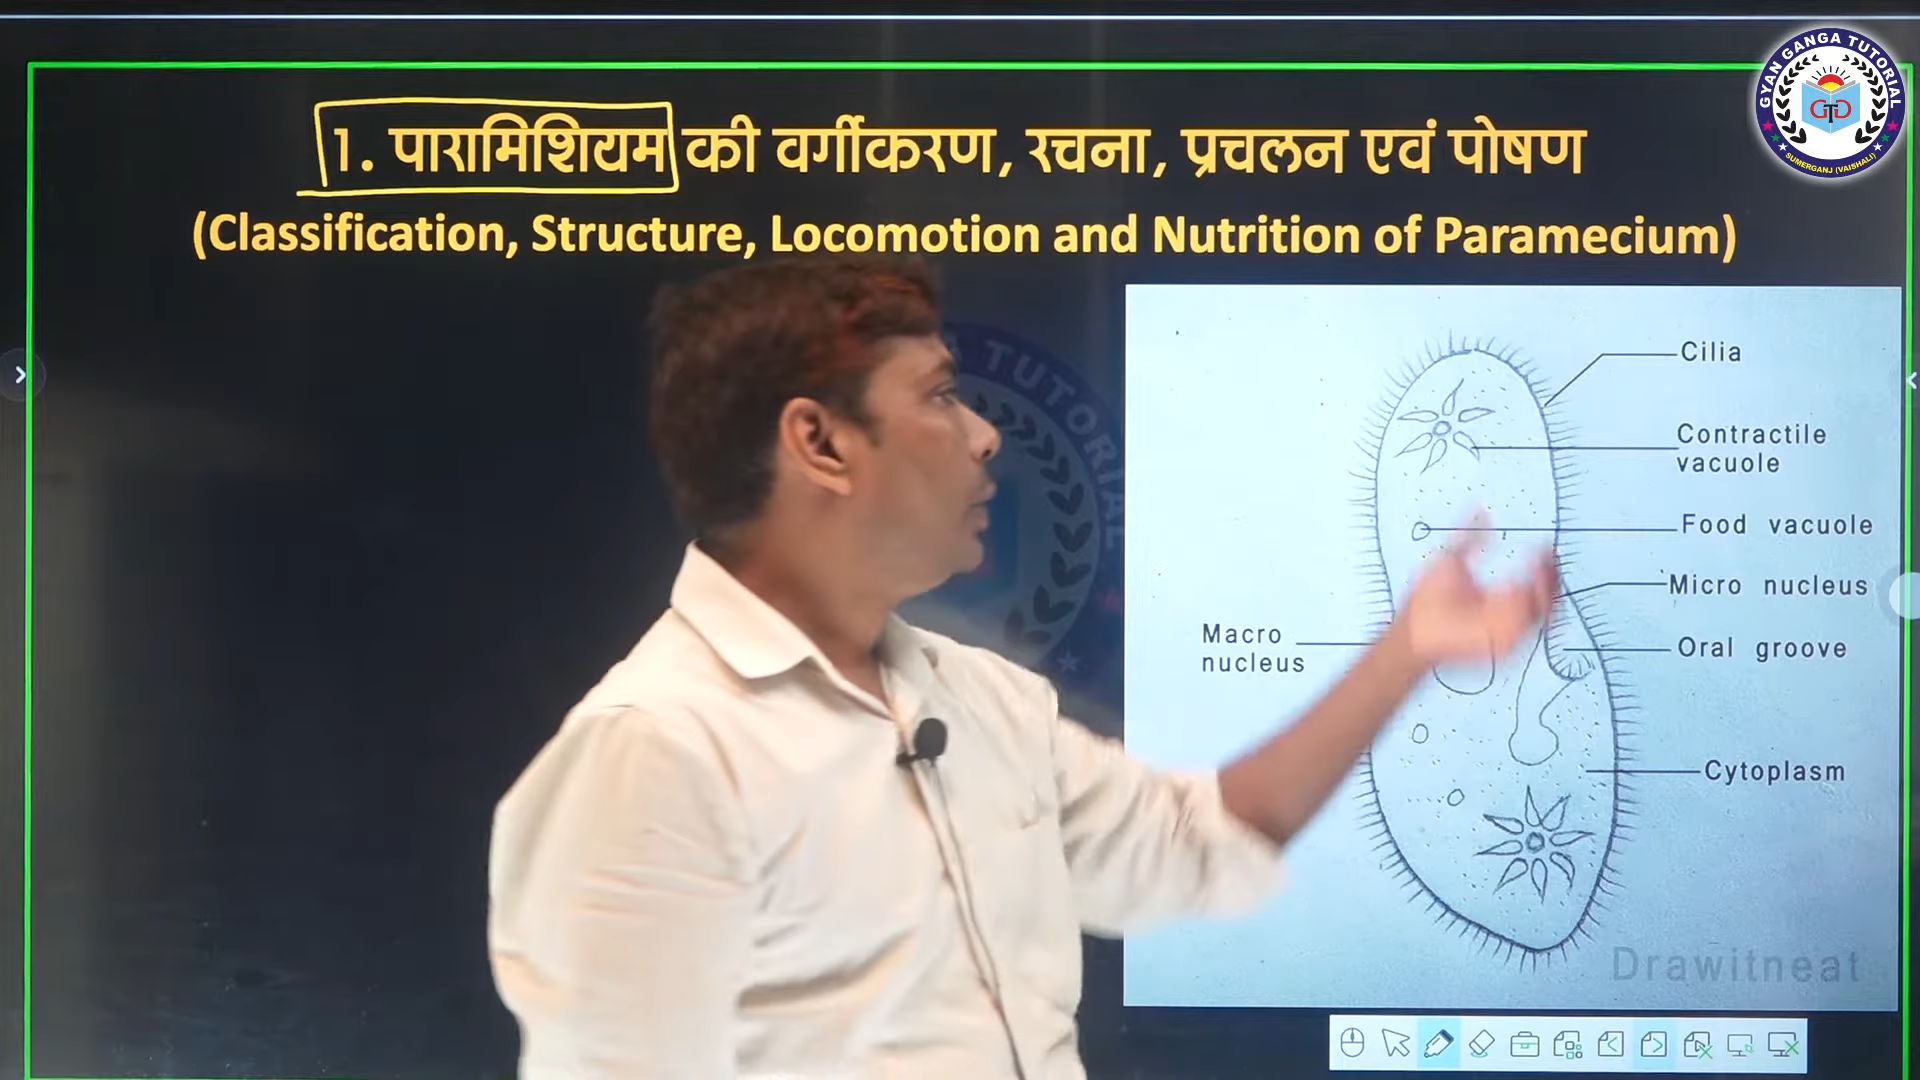 1. पारामिशियम की वर्गीकरण, रचना, प्रचलन एवं पोषण
(Classification, Structure, Locomotion and Nutrition of Paramecium)
GYAN GANGA TUTORIAL
GTD
SUMERGANJ (VAISHALI)
TUTORIAL
Cilia
Contractile
vacuole
Food vacuole
Micro nucleus
Macro
nucleus
Oral groove
Cytoplasm
Drawitneat